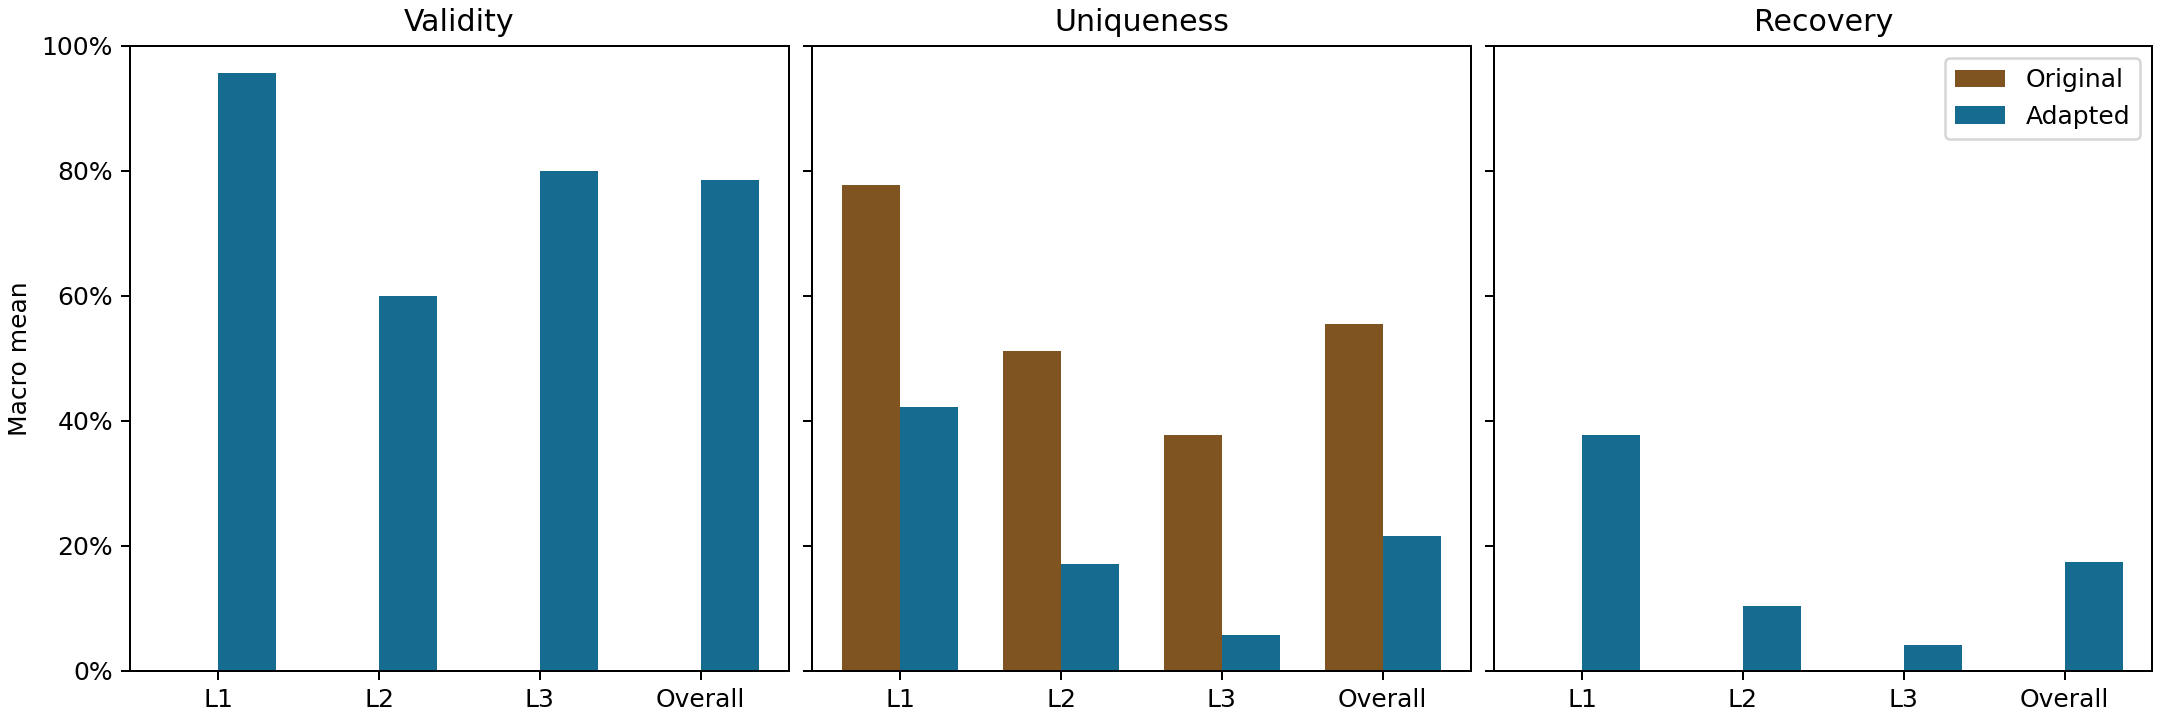 Validity
Uniqueness
Recovery
Macro mean
100%
80%
60%
40%
20%
0%
L1 L2 L3 Overall
L1 L2 L3 Overall
L1 L2 L3 Overall
Original
Adapted